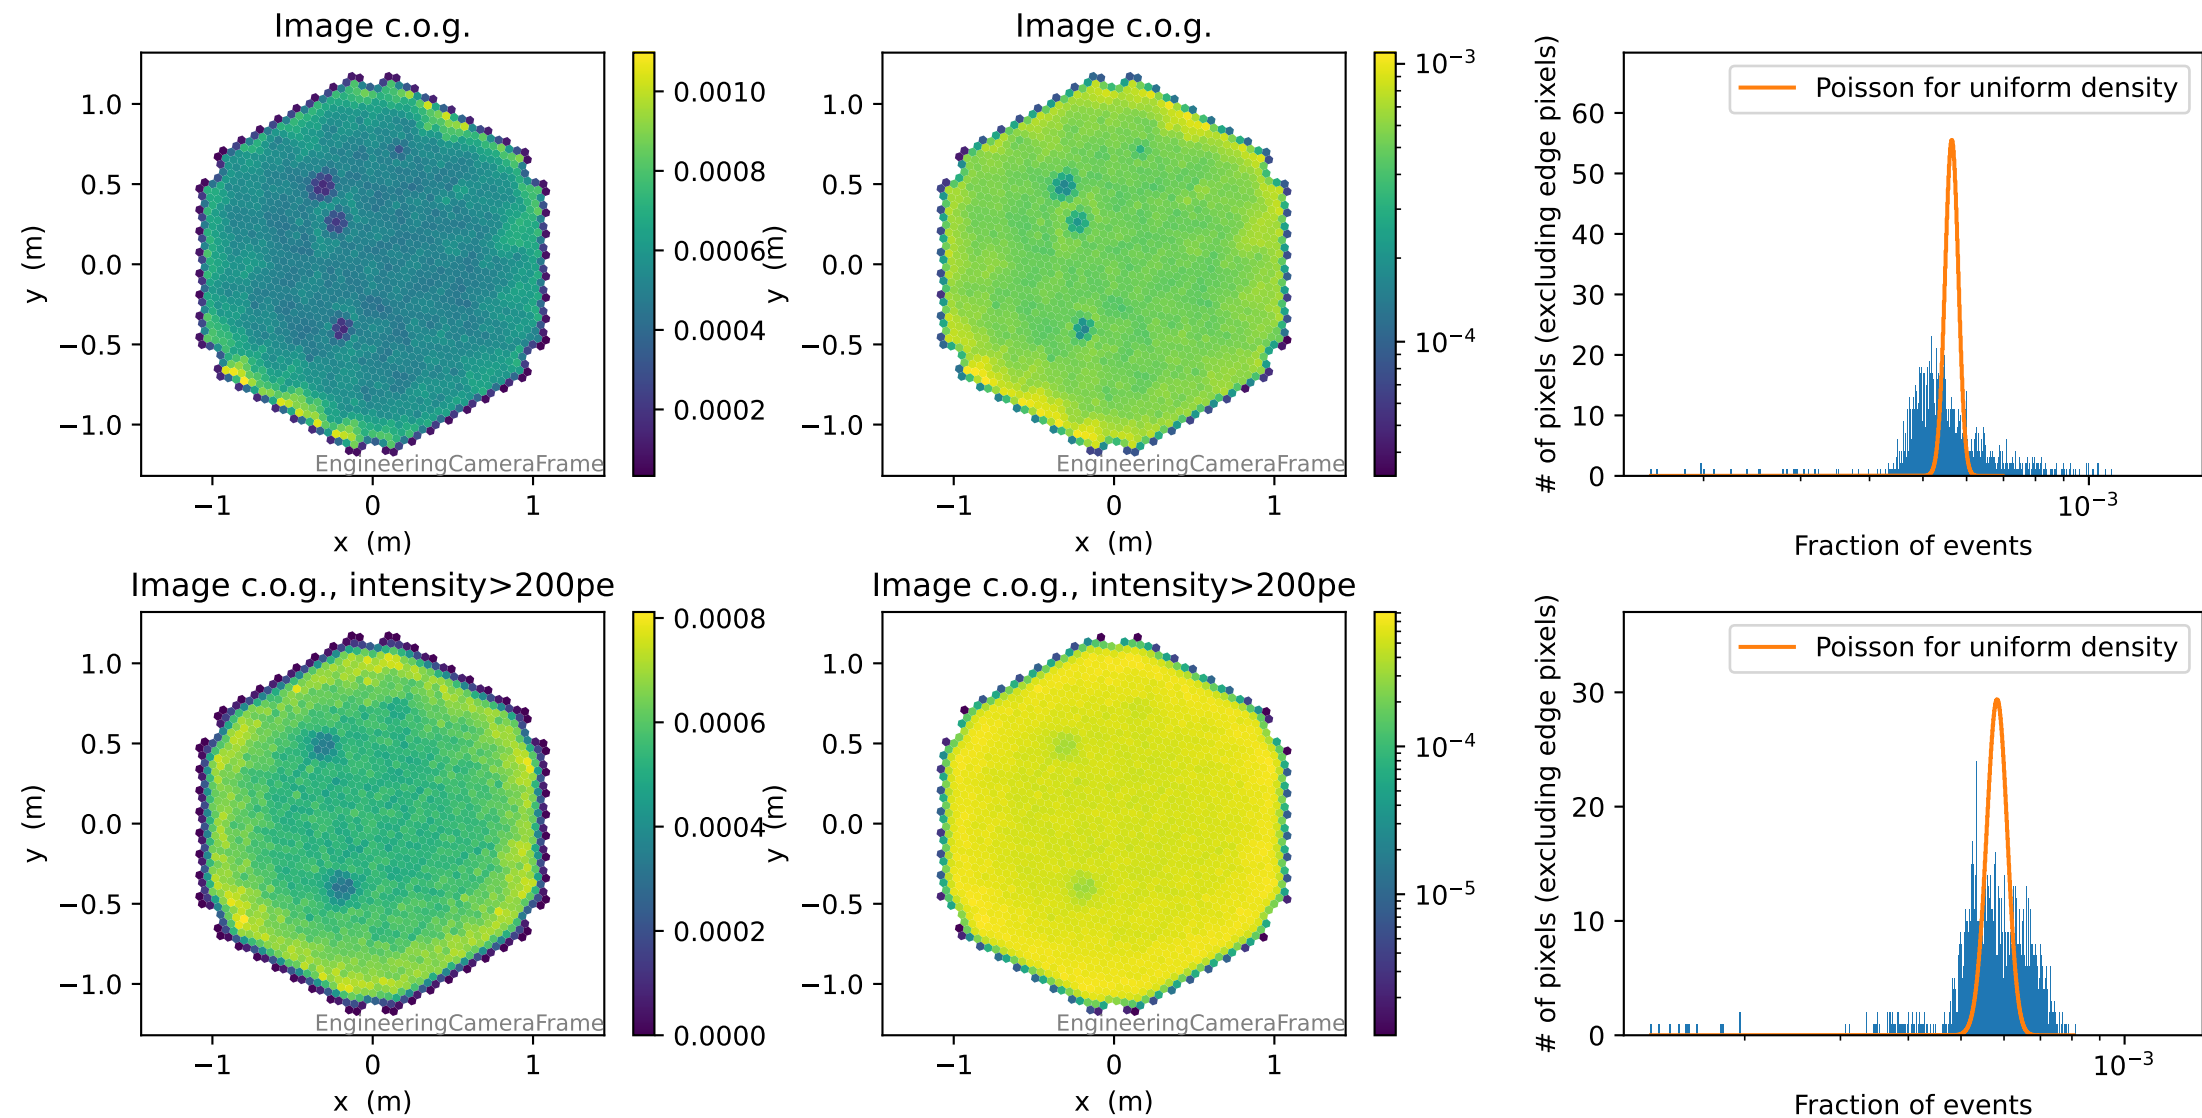 Image c.o.g.
y (m)
1.0
0.5
0.0
−0.5
−1.0
−1
0
1
x (m)
EngineeringCameraFrame
0.0010
0.0008
0.0006
0.0004
0.0002
Image c.o.g.
y (m)
1.0
0.5
0.0
−0.5
−1.0
−1
0
1
x (m)
EngineeringCameraFrame
10⁻³
10⁻⁴
# of pixels (excluding edge pixels)
60
50
40
30
20
10
0
Poisson for uniform density
10⁻³
Fraction of events
Image c.o.g., intensity>200pe
y (m)
1.0
0.5
0.0
−0.5
−1.0
−1
0
1
x (m)
EngineeringCameraFrame
0.0008
0.0006
0.0004
0.0002
0.0000
Image c.o.g., intensity>200pe
y (m)
1.0
0.5
0.0
−0.5
−1.0
−1
0
1
x (m)
EngineeringCameraFrame
10⁻⁴
10⁻⁵
# of pixels (excluding edge pixels)
30
20
10
0
Poisson for uniform density
10⁻³
Fraction of events